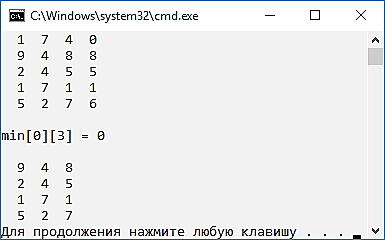 C:\Windows\system32\cmd.exe
1 7 4 0
9 4 8 8
2 4 5 5
1 7 1 1
5 2 7 6
min[0][3] = 0
9 4 8
2 4 5
1 7 1
5 2 7
Для продолжения нажмите любую клавишу . . .